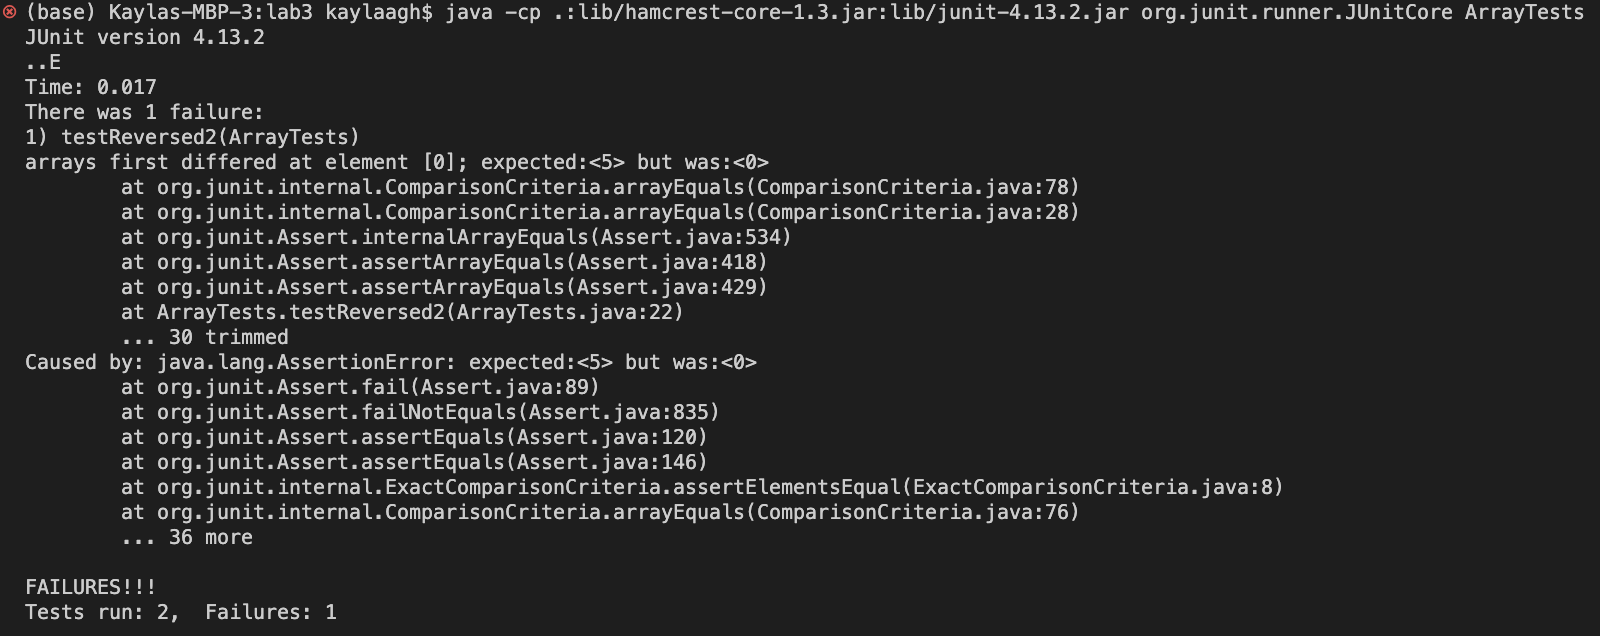 (base) Kaylas-MBP-3:lab3 kaylaagh$ java -cp .:lib/hamcrest-core-1.3.jar:lib/junit-4.13.2.jar org.junit.runner.JUnitCore ArrayTests
JUnit version 4.13.2
..E
Time: 0.017
There was 1 failure:
1) testReversed2(ArrayTests)
arrays first differed at element [0]; expected:<5> but was:<0>
        at org.junit.internal.ComparisonCriteria.arrayEquals(ComparisonCriteria.java:78)
        at org.junit.internal.ComparisonCriteria.arrayEquals(ComparisonCriteria.java:28)
        at org.junit.Assert.internalArrayEquals(Assert.java:534)
        at org.junit.Assert.assertArrayEquals(Assert.java:418)
        at org.junit.Assert.assertArrayEquals(Assert.java:429)
        at ArrayTests.testReversed2(ArrayTests.java:22)
        ... 30 trimmed
Caused by: java.lang.AssertionError: expected:<5> but was:<0>
        at org.junit.Assert.fail(Assert.java:89)
        at org.junit.Assert.failNotEquals(Assert.java:835)
        at org.junit.Assert.assertEquals(Assert.java:120)
        at org.junit.Assert.assertEquals(Assert.java:146)
        at org.junit.internal.ExactComparisonCriteria.assertElementsEqual(ExactComparisonCriteria.java:8)
        at org.junit.internal.ComparisonCriteria.arrayEquals(ComparisonCriteria.java:76)
        ... 36 more

FAILURES!!!
Tests run: 2,  Failures: 1